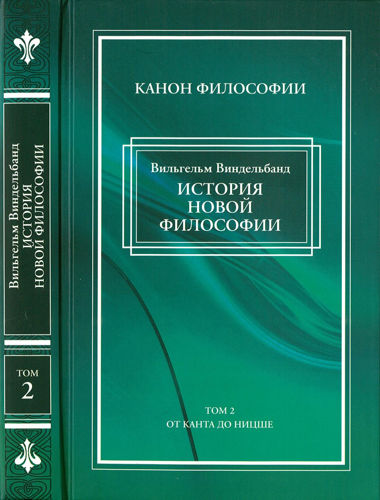 Вильгельм Виндельбанд
ИСТОРИЯ
НОВОЙ ФИЛОСОФИИ
ТОМ
2
КАНОН ФИЛОСОФИИ
Вильгельм Виндельбанд
ИСТОРИЯ
НОВОЙ
ФИЛОСОФИИ
ТОМ 2
ОТ КАНТА ДО НИЦШЕ